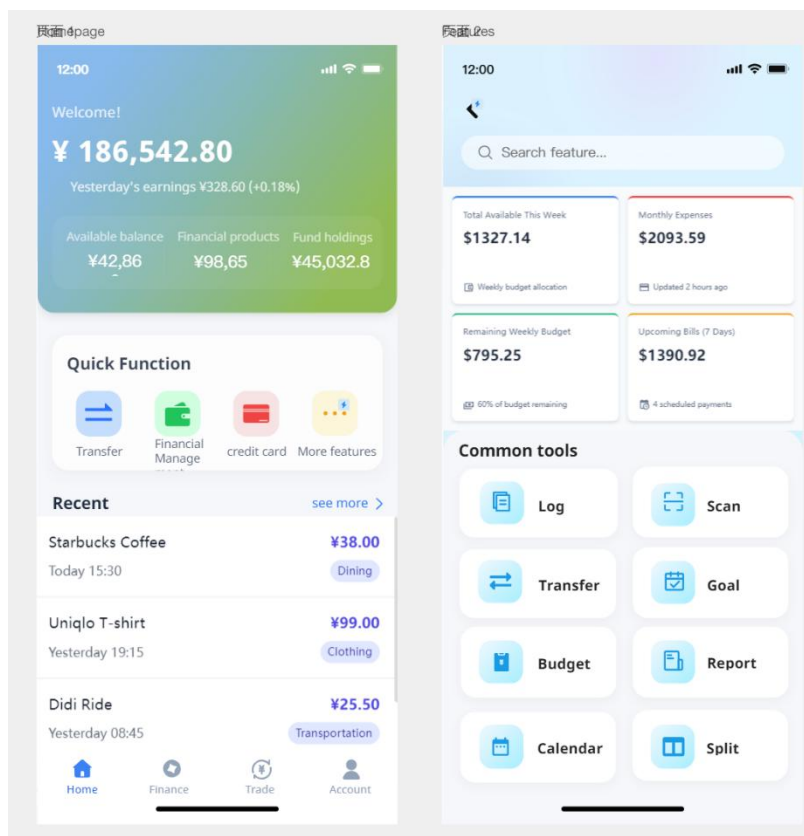 Homepage
Features
12:00
Welcome!
¥ 186,542.80
Yesterday's earnings ¥328.60 (+0.18%)
Available balance Financial products Fund holdings
¥42,86 ¥98,65 ¥45,032.8
Quick Function
Transfer
Financial
Manage
credit card
More features
Recent see more >
Starbucks Coffee ¥38.00
Today 15:30 Dining
Uniqlo T-shirt ¥99.00
Yesterday 19:15 Clothing
Didi Ride ¥25.50
Yesterday 08:45 Transportation
Home Finance Trade Account
12:00
Search feature...
Total Available This Week
$1327.14
Weekly budget allocation
Monthly Expenses
$2093.59
Updated 2 hours ago
Remaining Weekly Budget
$795.25
60% of budget remaining
Upcoming Bills (7 Days)
$1390.92
4 scheduled payments
Common tools
Log Scan
Transfer Goal
Budget Report
Calendar Split